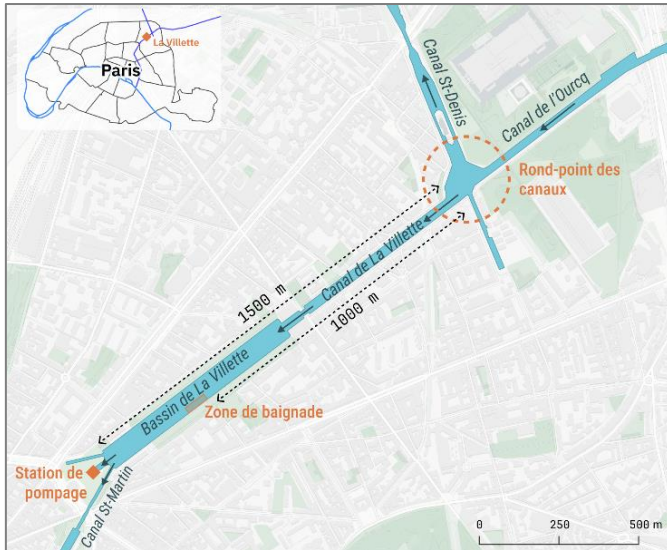 La Villette
Paris
Canal St-Denis
Canal de l'Ourcq
Rond-point des
canaux
Canal de La Villette
1500 m
1000 m
Bassin de La Villette
Zone de baignade
Station de
pompage
Canal St-Martin
0 250 500 m